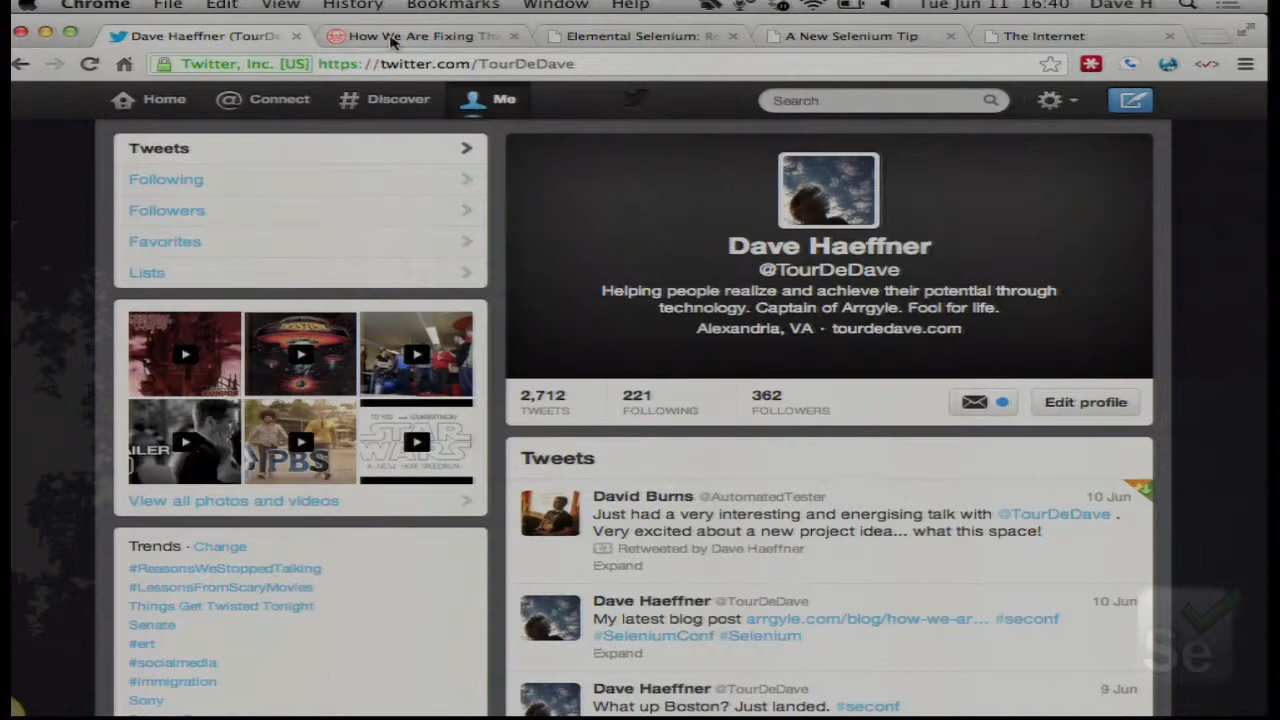 Chrome File Edit View History Bookmarks Window Help Tue Jun 11 16:40 Dave H
Dave Haeffner (TourDe
How We Are Fixing Th
Elemental Selenium: Re
A New Selenium Tip
The Internet
Twitter, Inc. [US] https://twitter.com/TourDeDave
Home
Connect
Discover
Me
Search
Tweets
Following
Followers
Favorites
Lists
PBS
STAR
WARS
View all photos and videos
Trends · Change
#ReasonsWeStoppedTalking
#LessonsFromScaryMovies
Things Get Twisted Tonight
Senate
#ert
#socialmedia
#immigration
Sony
Dave Haeffner
@TourDeDave
Helping people realize and achieve their potential through
technology. Captain of Arrgyle. Fool for life.
Alexandria, VA · tourdedave.com
2,712 221 362
TWEETS FOLLOWING FOLLOWERS
Edit profile
Tweets
David Burns @AutomatedTester 10 Jun
Just had a very interesting and energising talk with @TourDeDave .
Very excited about a new project idea... what this space!
Retweeted by Dave Haeffner
Expand
Dave Haeffner @TourDeDave 10 Jun
My latest blog post arrgyle.com/blog/how-we-ar... #seconf
#SeleniumConf #Selenium
Expand
Dave Haeffner @TourDeDave 9 Jun
What up Boston? Just landed. #seconf
Se